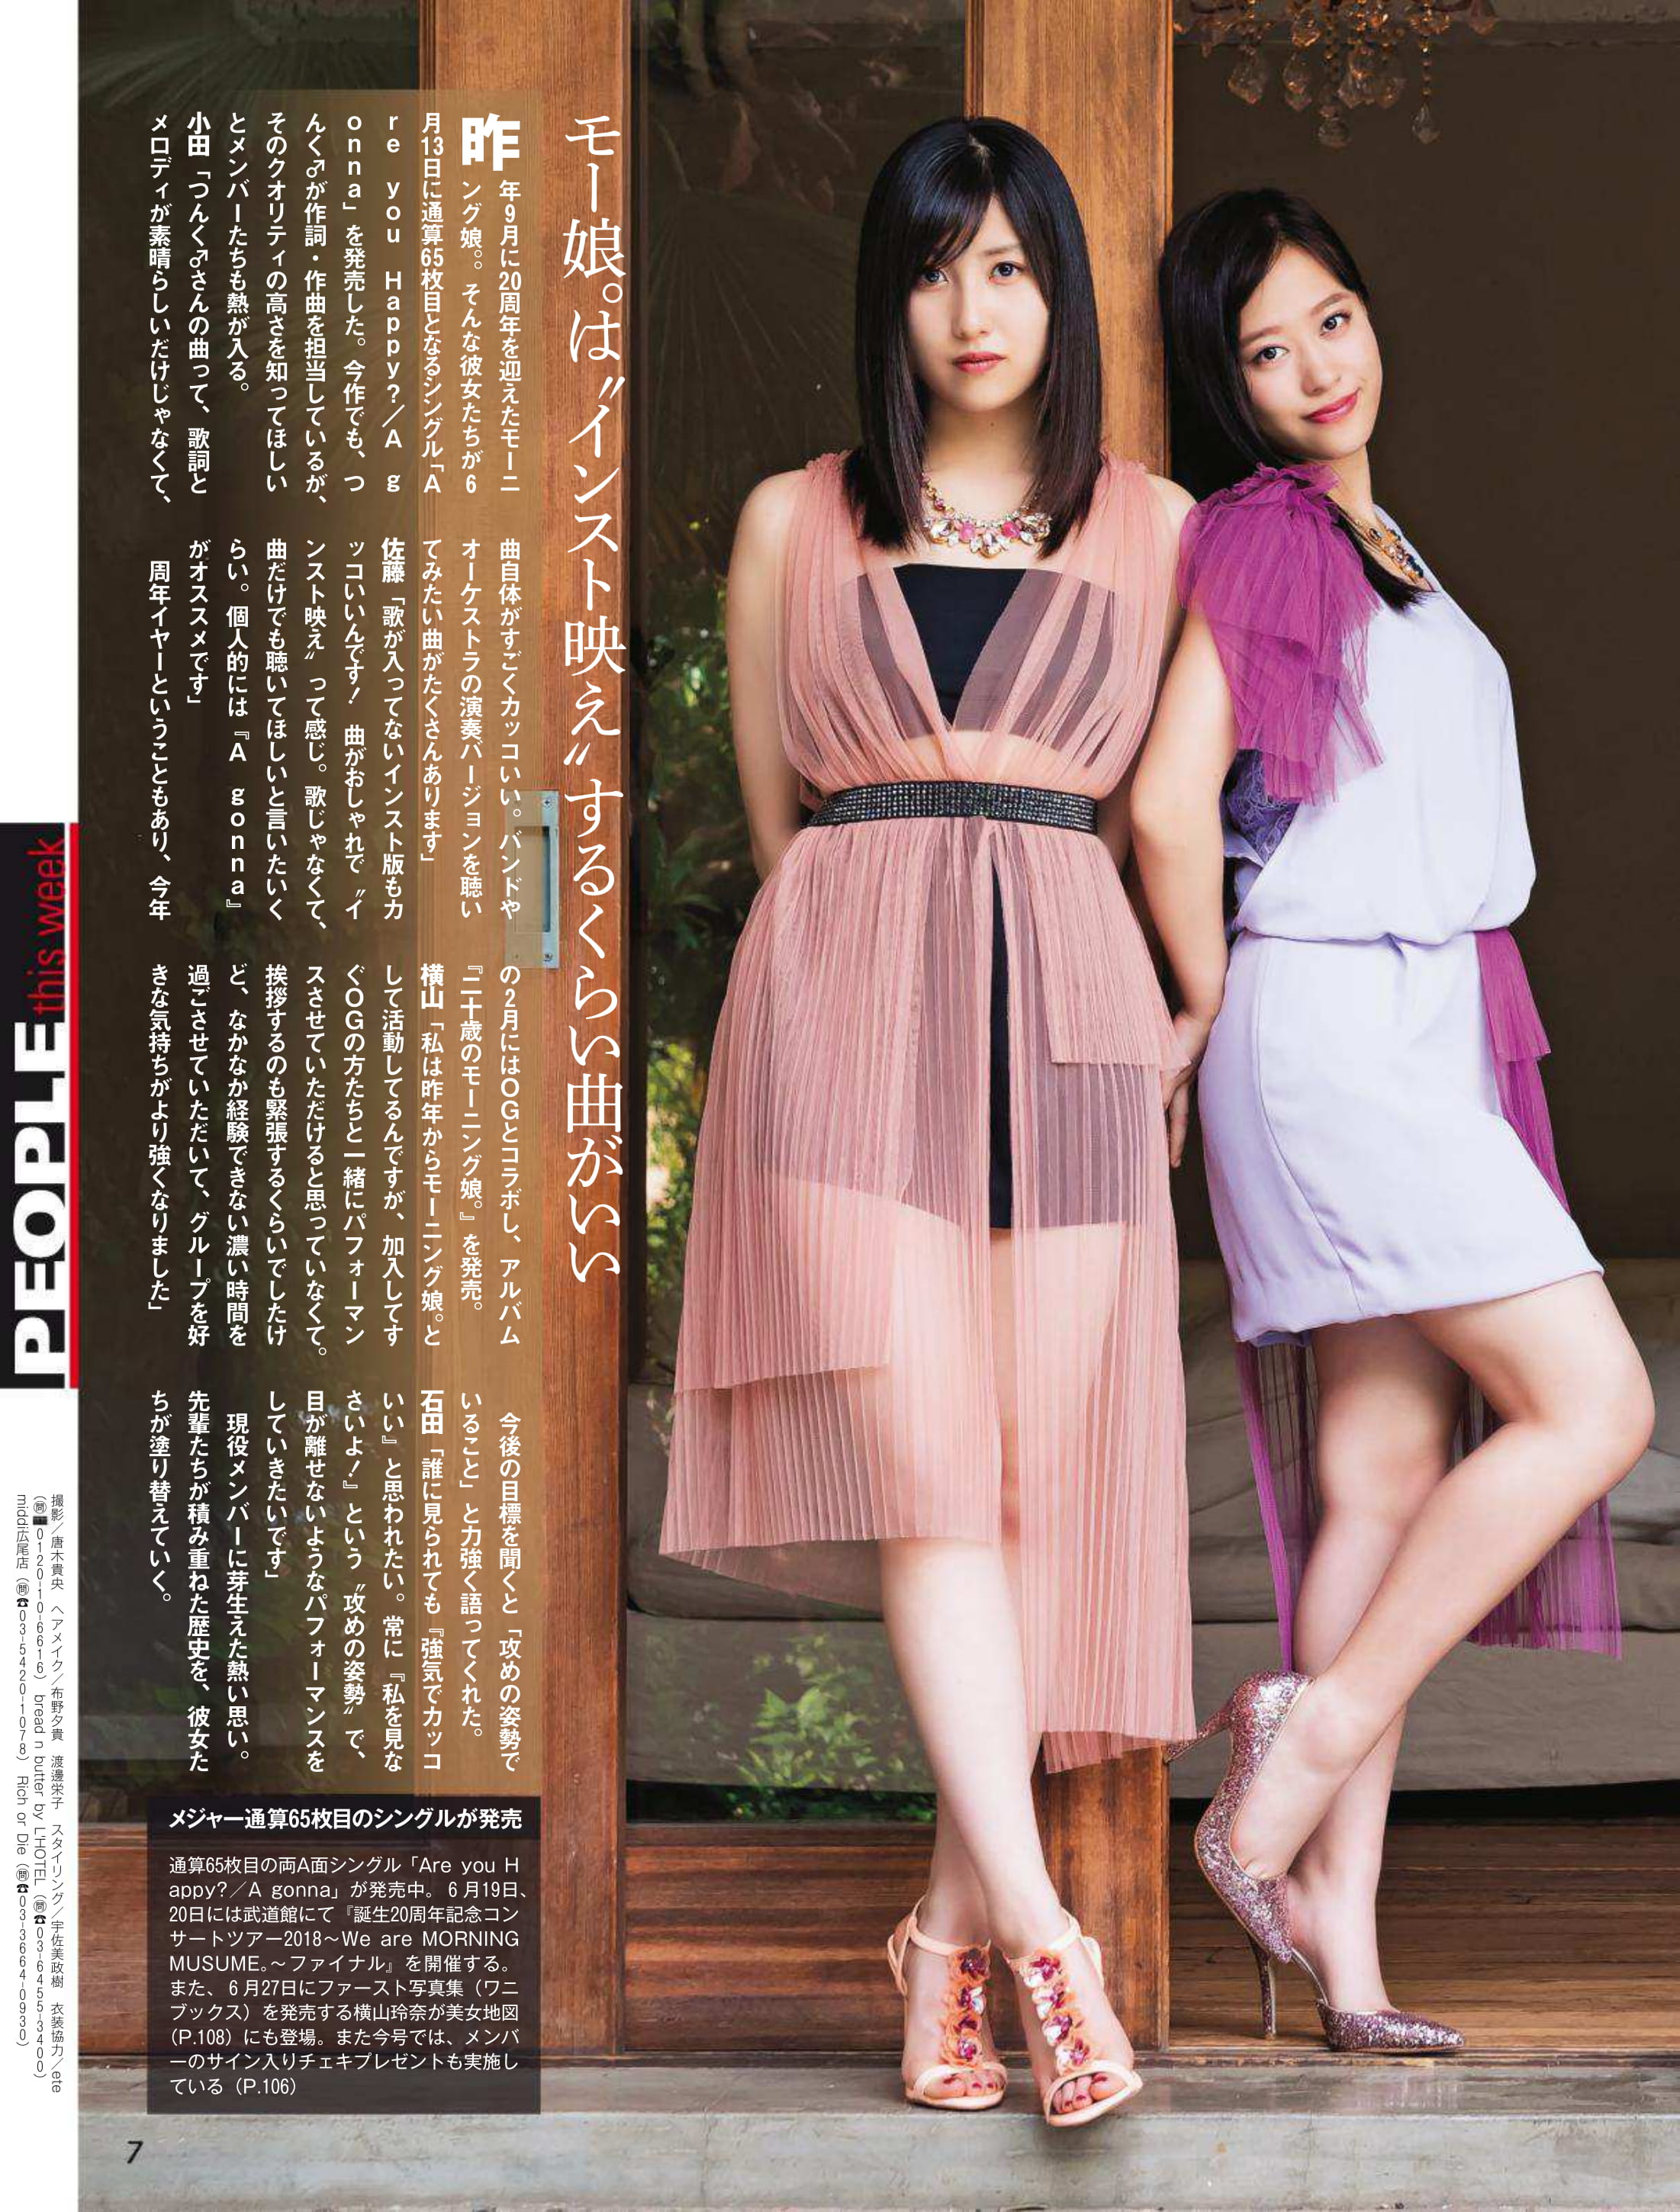 モー娘。は〝インスト映え〟するくらい曲がいい
昨年9月に20周年を迎えたモーニ
ング娘。。そんな彼女たちが6
月13日に通算65枚目となるシングル「A
re you Happy?／A g
onna」を発売した。今作でも、つ
んく♂が作詞・作曲を担当しているが、
そのクオリティの高さを知ってほしい
とメンバーたちも熱が入る。
小田「つんく♂さんの曲って、歌詞と
メロディが素晴らしいだけじゃなくて、
曲自体がすごくカッコいい。バンドや
オーケストラの演奏バージョンを聴い
てみたい曲がたくさんあります」
佐藤「歌が入ってないインスト版もカ
ッコいいんです！ 曲がおしゃれで〝イ
ンスト映え〟って感じ。歌じゃなくて、
曲だけでも聴いてほしいと言いたいく
らい。個人的には『A gonna』
がオススメです」
周年イヤーということもあり、今年
の2月にはOGとコラボし、アルバム
『二十歳のモーニング娘。』を発売。
横山「私は昨年からモーニング娘。と
して活動してるんですが、加入してす
ぐOGの方たちと一緒にパフォーマン
スさせていただけると思っていなくて。
挨拶するのも緊張するくらいでしたけ
ど、なかなか経験できない濃い時間を
過ごさせていただいて、グループを好
きな気持ちがより強くなりました」
今後の目標を聞くと「攻めの姿勢で
いること」と力強く語ってくれた。
石田「誰に見られても『強気でカッコ
いい』と思われたい。常に『私を見な
さいよ！』という〝攻めの姿勢〟で、
目が離せないようなパフォーマンスを
していきたいです」
現役メンバーに芽生えた熱い思い。
先輩たちが積み重ねた歴史を、彼女た
ちが塗り替えていく。
メジャー通算65枚目のシングルが発売
通算65枚目の両A面シングル「Are you H
appy?／A gonna」が発売中。6月19日、
20日には武道館にて『誕生20周年記念コン
サートツアー2018～We are MORNING
MUSUME。～ファイナル』を開催する。
また、6月27日にファースト写真集（ワニ
ブックス）を発売する横山玲奈が美女地図
（P.108）にも登場。また今号では、メンバ
ーのサイン入りチェキプレゼントも実施し
ている（P.106）
PEOPLE this week
撮影／唐木貴央 ヘアメイク／布野夕貴 渡邊栄子 スタイリング／宇佐美政樹 衣装協力／ete
（問☎0120-10-6616） bread n butter by L'HOTEL（問☎03-6455-3400）
middi広尾店（問☎03-5420-1078） Rich or Die（問☎03-3664-0930）
7